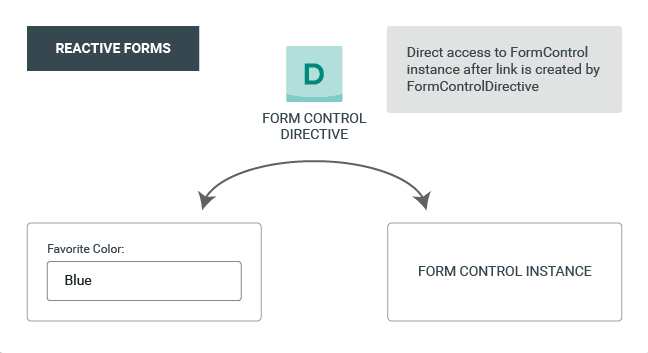 REACTIVE FORMS
D
FORM CONTROL
DIRECTIVE
Direct access to FormControl
instance after link is created by
FormControlDirective
Favorite Color:
Blue
FORM CONTROL INSTANCE